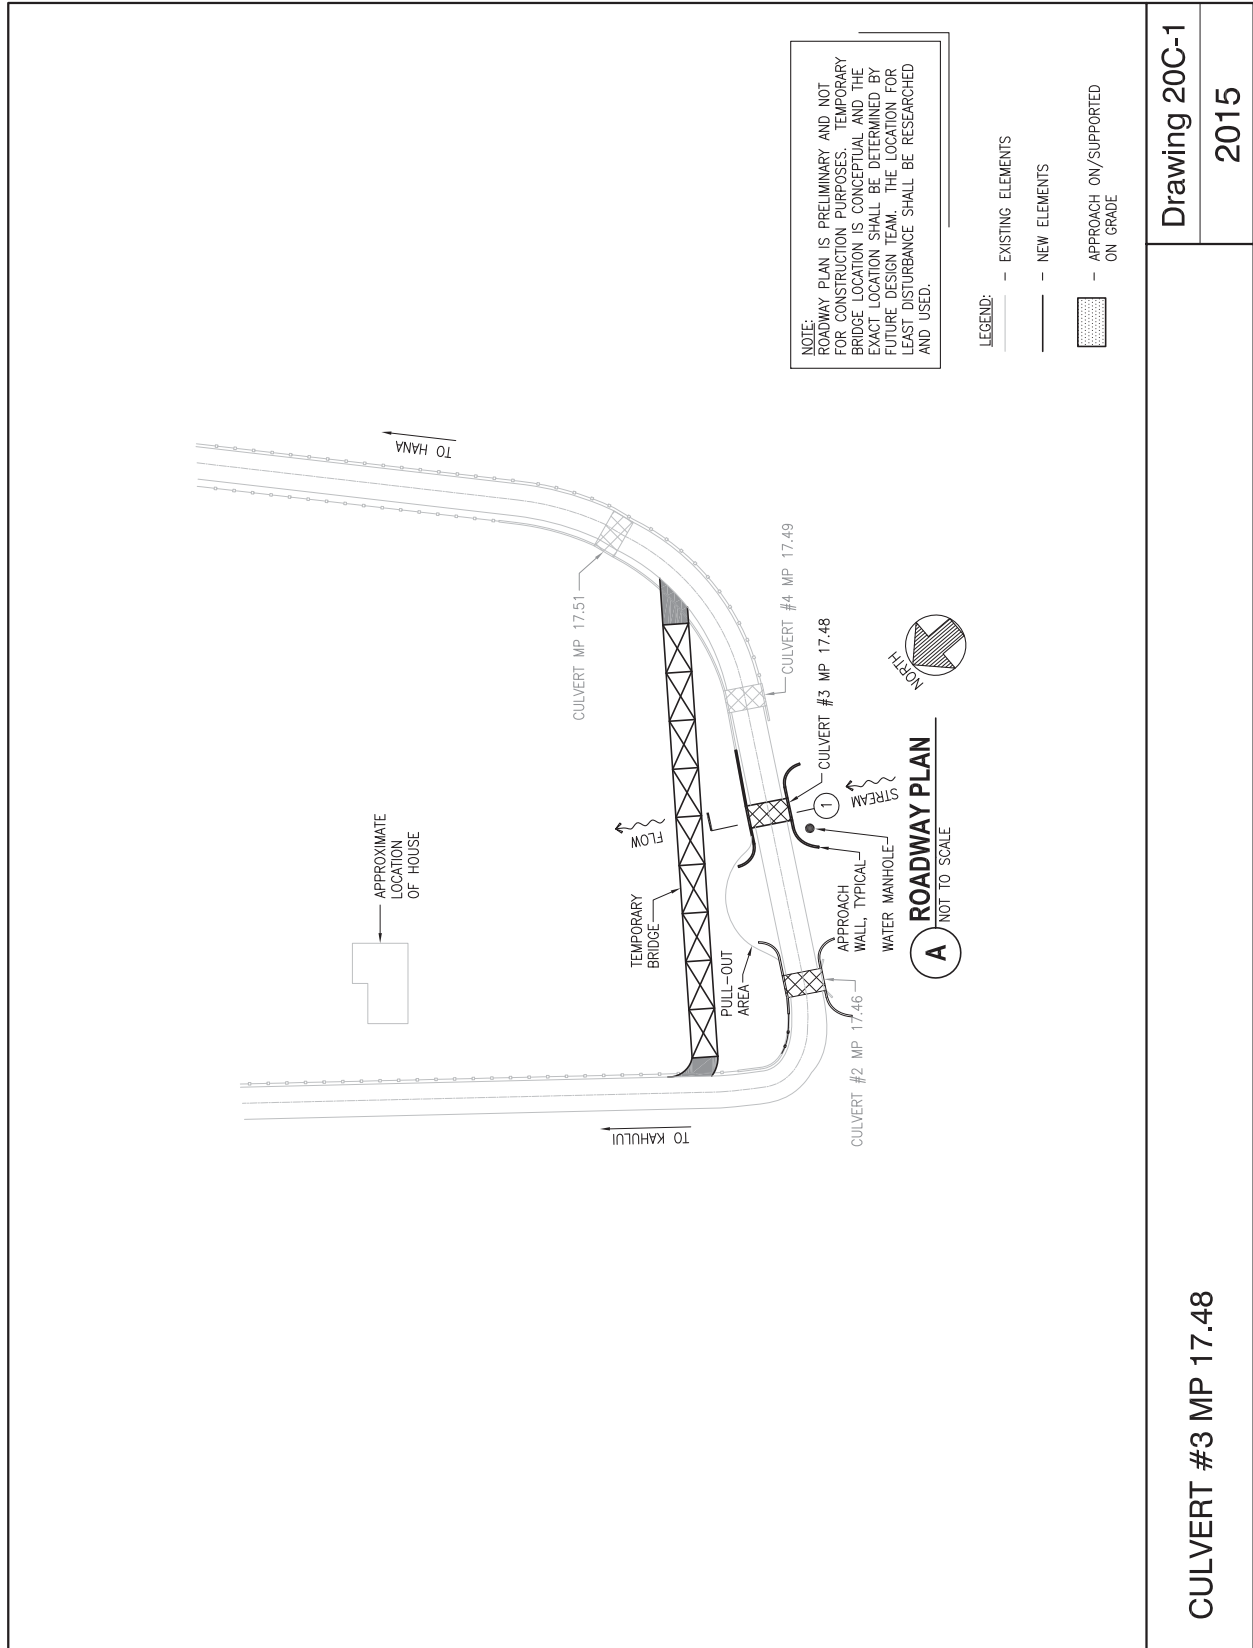 TO KAHULUI
TO HANA
APPROXIMATE
LOCATION
OF HOUSE
TEMPORARY
BRIDGE
FLOW
CULVERT MP 17.51
PULL-OUT
AREA
CULVERT #4 MP 17.49
CULVERT #3 MP 17.48
1
STREAM
APPROACH
WALL, TYPICAL
WATER MANHOLE
CULVERT #2 MP 17.46
NORTH
A
ROADWAY PLAN
NOT TO SCALE
NOTE:
ROADWAY PLAN IS PRELIMINARY AND NOT
FOR CONSTRUCTION PURPOSES. TEMPORARY
BRIDGE LOCATION IS CONCEPTUAL AND THE
EXACT LOCATION SHALL BE DETERMINED BY
FUTURE DESIGN TEAM. THE LOCATION FOR
LEAST DISTURBANCE SHALL BE RESEARCHED
AND USED.
LEGEND:
- EXISTING ELEMENTS
- NEW ELEMENTS
- APPROACH ON/SUPPORTED
ON GRADE
CULVERT #3 MP 17.48
Drawing 20C-1
2015